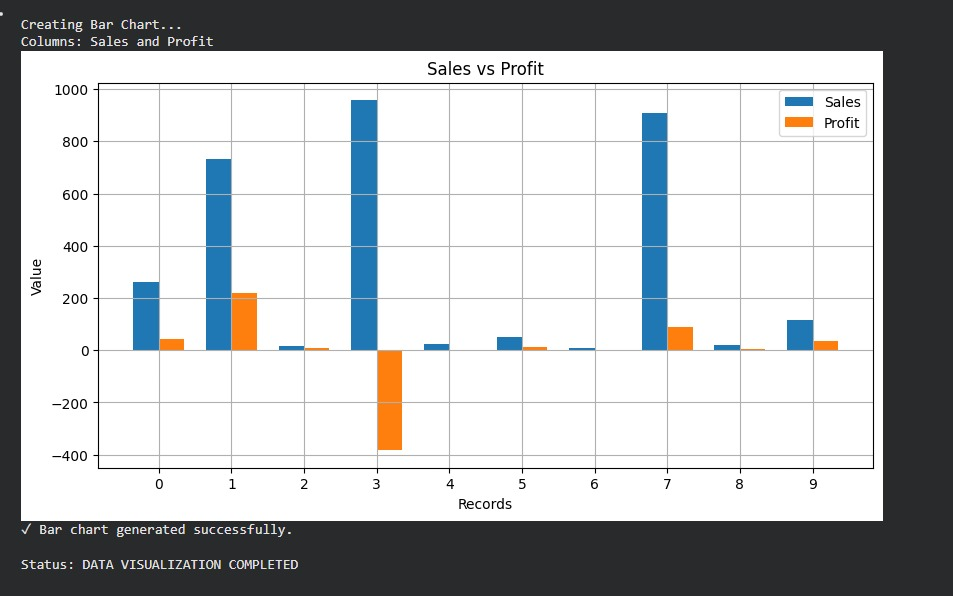 Creating Bar Chart...
Columns: Sales and Profit
Sales vs Profit
Sales
Profit
1000
800
600
400
200
0
−200
−400
Value
0 1 2 3 4 5 6 7 8 9
Records
✓ Bar chart generated successfully.
Status: DATA VISUALIZATION COMPLETED